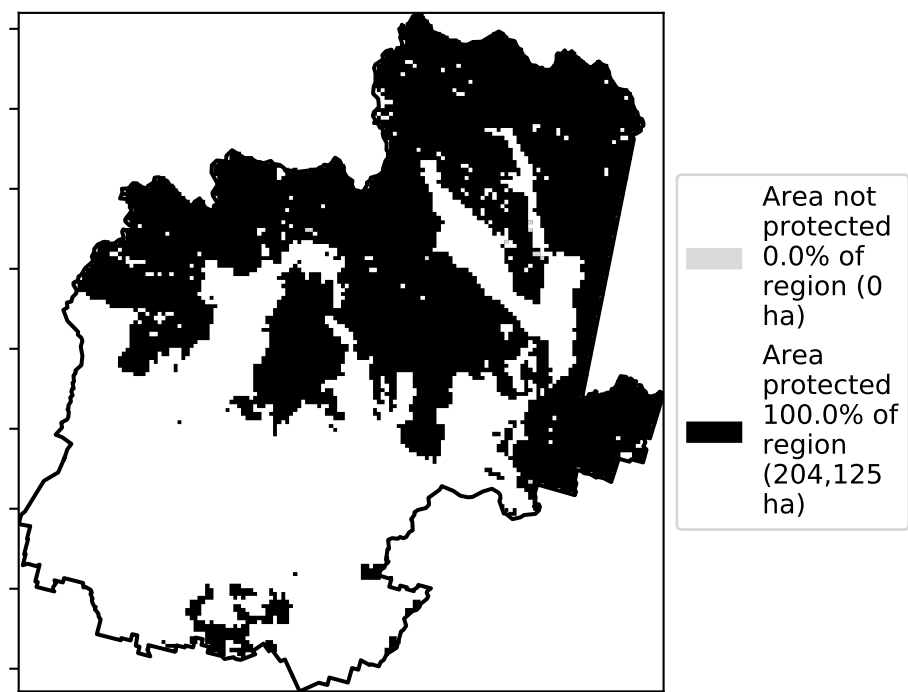 Area not
protected
0.0% of
region (0
ha)
Area
protected
100.0% of
region
(204,125
ha)